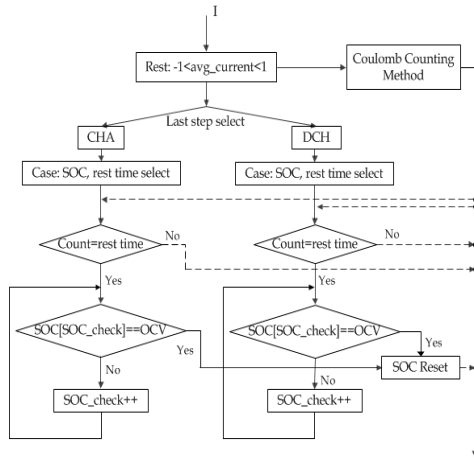 I
Rest: -1<avg_current<1
Coulomb Counting
Method
Last step select
CHA
DCH
Case: SOC, rest time select
Case: SOC, rest time select
Count=rest time
No
Count=rest time
No
Yes
Yes
SOC[SOC_check]==OCV
SOC[SOC_check]==OCV
Yes
Yes
SOC Reset
No
No
SOC_check++
SOC_check++